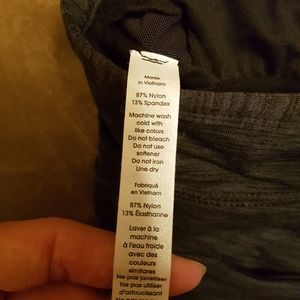 Made
in Vietnam
87% Nylon
13% Spandex
Machine wash
cold with
like colors
Do not bleach
Do not use
softener
Do not iron
Line dry
Fabriqué
en Vietnam
87% Nylon
13% Élasthanne
Laver à la
machine
à l'eau froide
avec des
couleurs
similaires
Ne pas javeliser
Ne pas utiliser
d'adoucissant